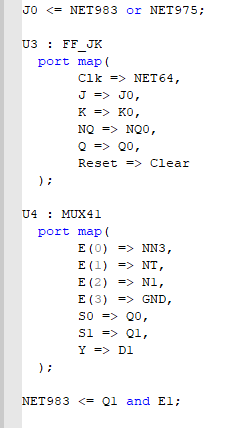 J0 <= NET983 or NET975;
U3 : FF_JK
port map(
Clk => NET64,
J => J0,
K => K0,
NQ => NQ0,
Q => Q0,
Reset => Clear
);
U4 : MUX41
port map(
E(0) => NN3,
E(1) => NT,
E(2) => N1,
E(3) => GND,
S0 => Q0,
S1 => Q1,
Y => D1
);
NET983 <= Q1 and E1;